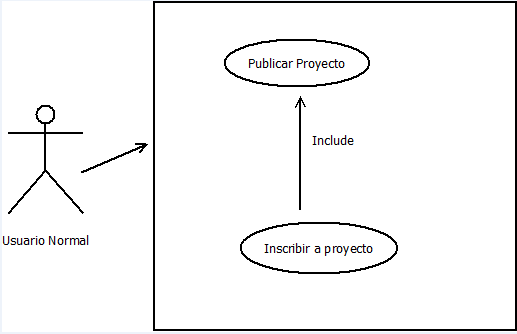 Publicar Proyecto
Include
Usuario Normal
Inscribir a proyecto